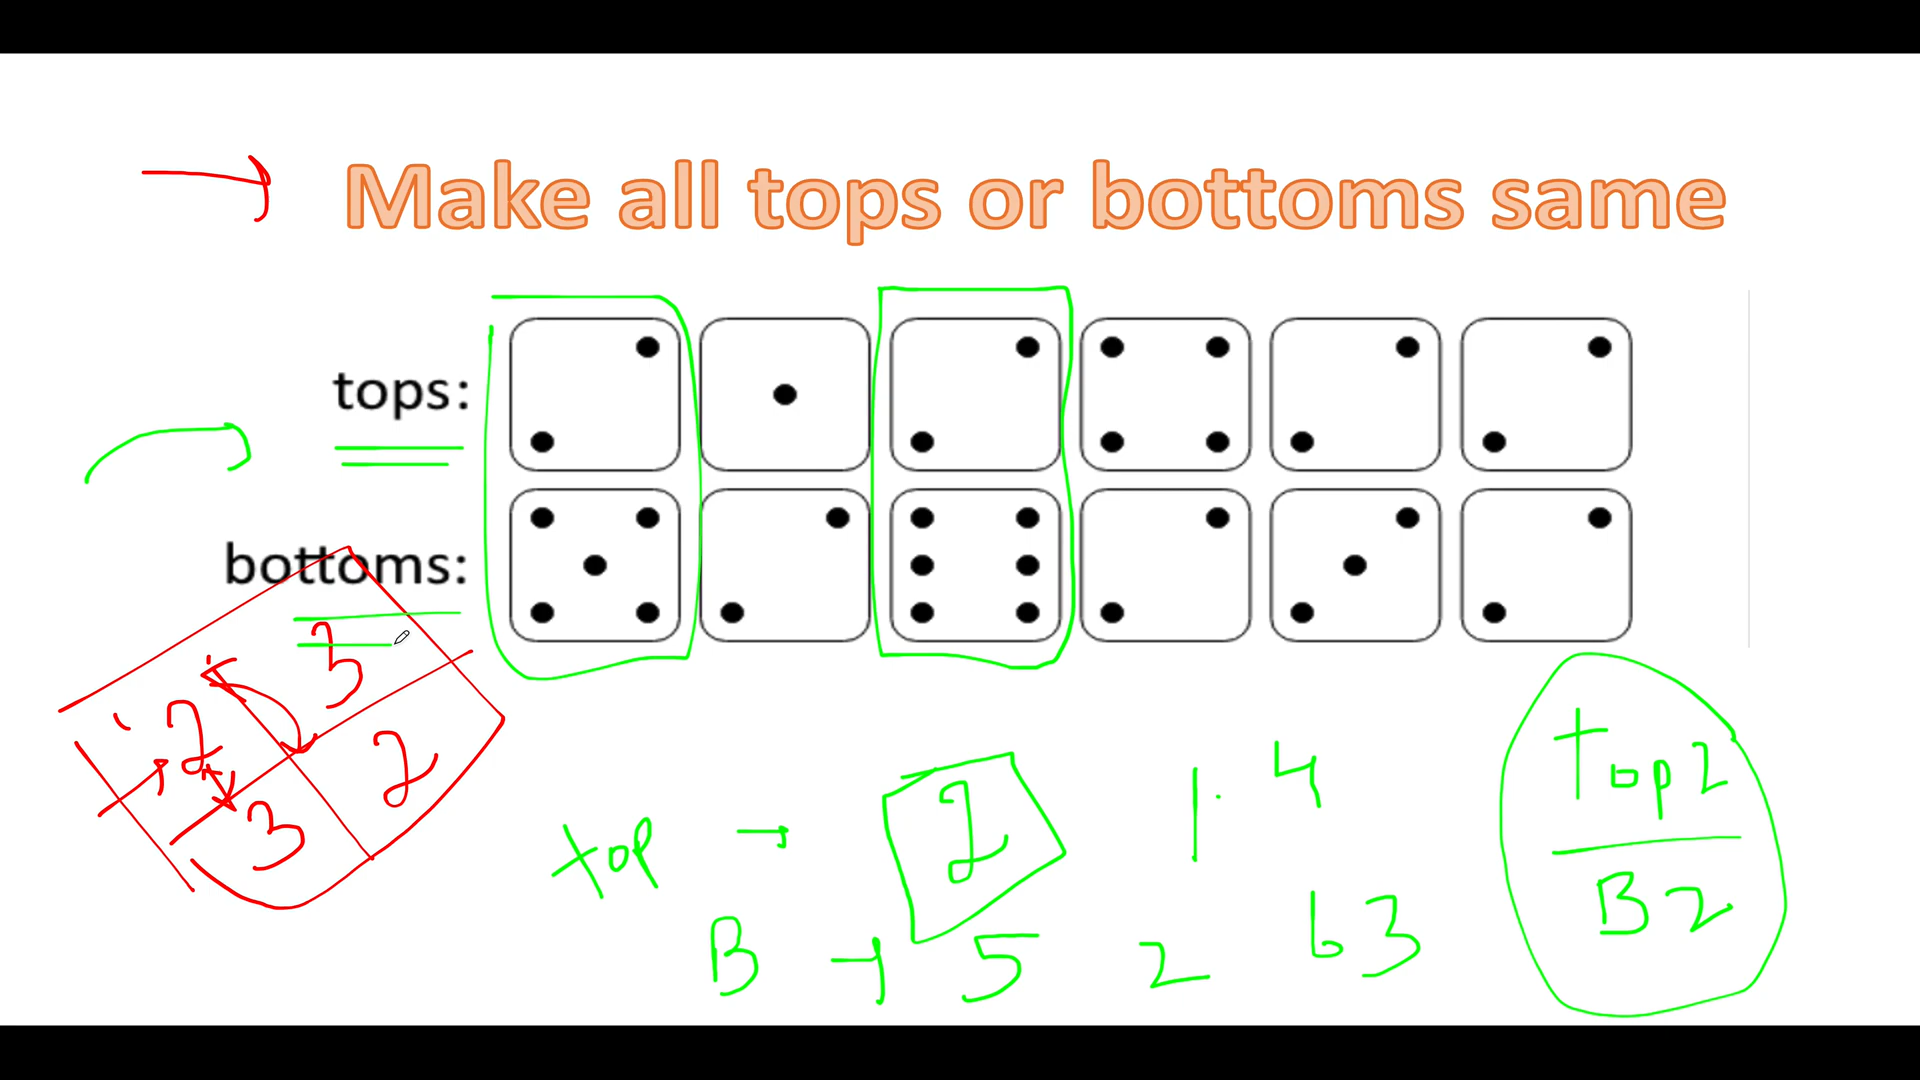 Make all tops or bottoms same
tops:
bottoms:
3
2
3 2
top → 2 1 4
B → 5 2 6 3
top 2
B 2